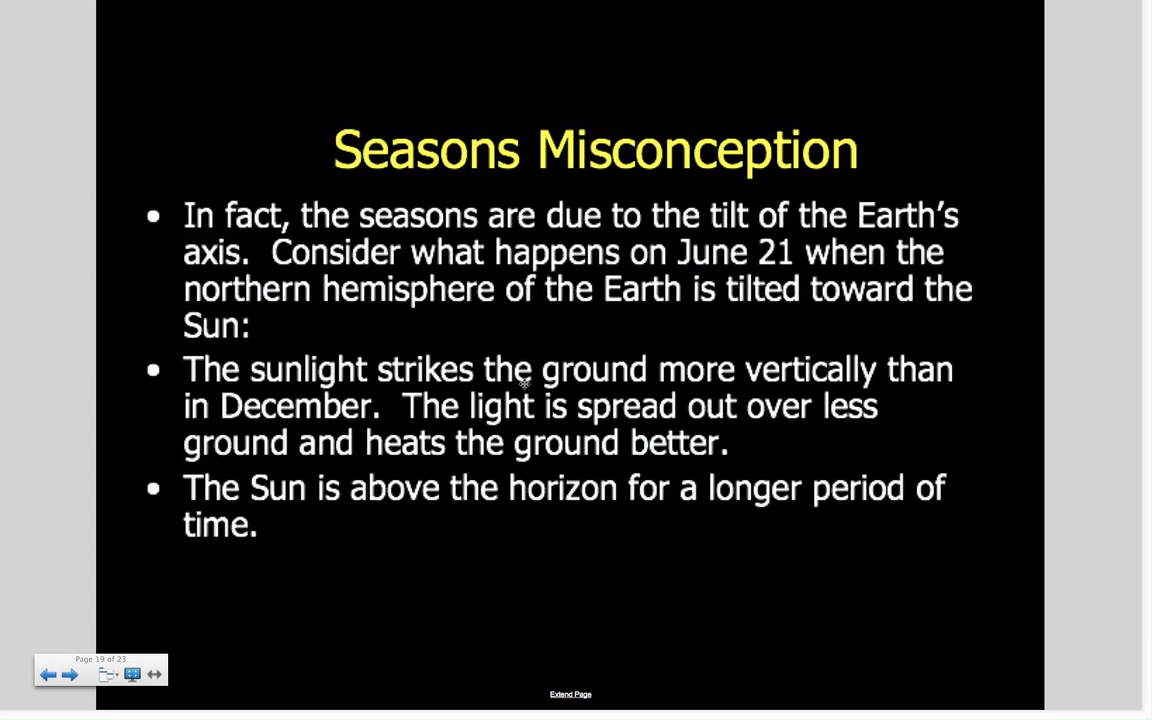 Seasons Misconception
• In fact, the seasons are due to the tilt of the Earth’s
axis.  Consider what happens on June 21 when the
northern hemisphere of the Earth is tilted toward the
Sun:
• The sunlight strikes the ground more vertically than
in December.  The light is spread out over less
ground and heats the ground better.
• The Sun is above the horizon for a longer period of
time.
Page 19 of 23
Extend Page